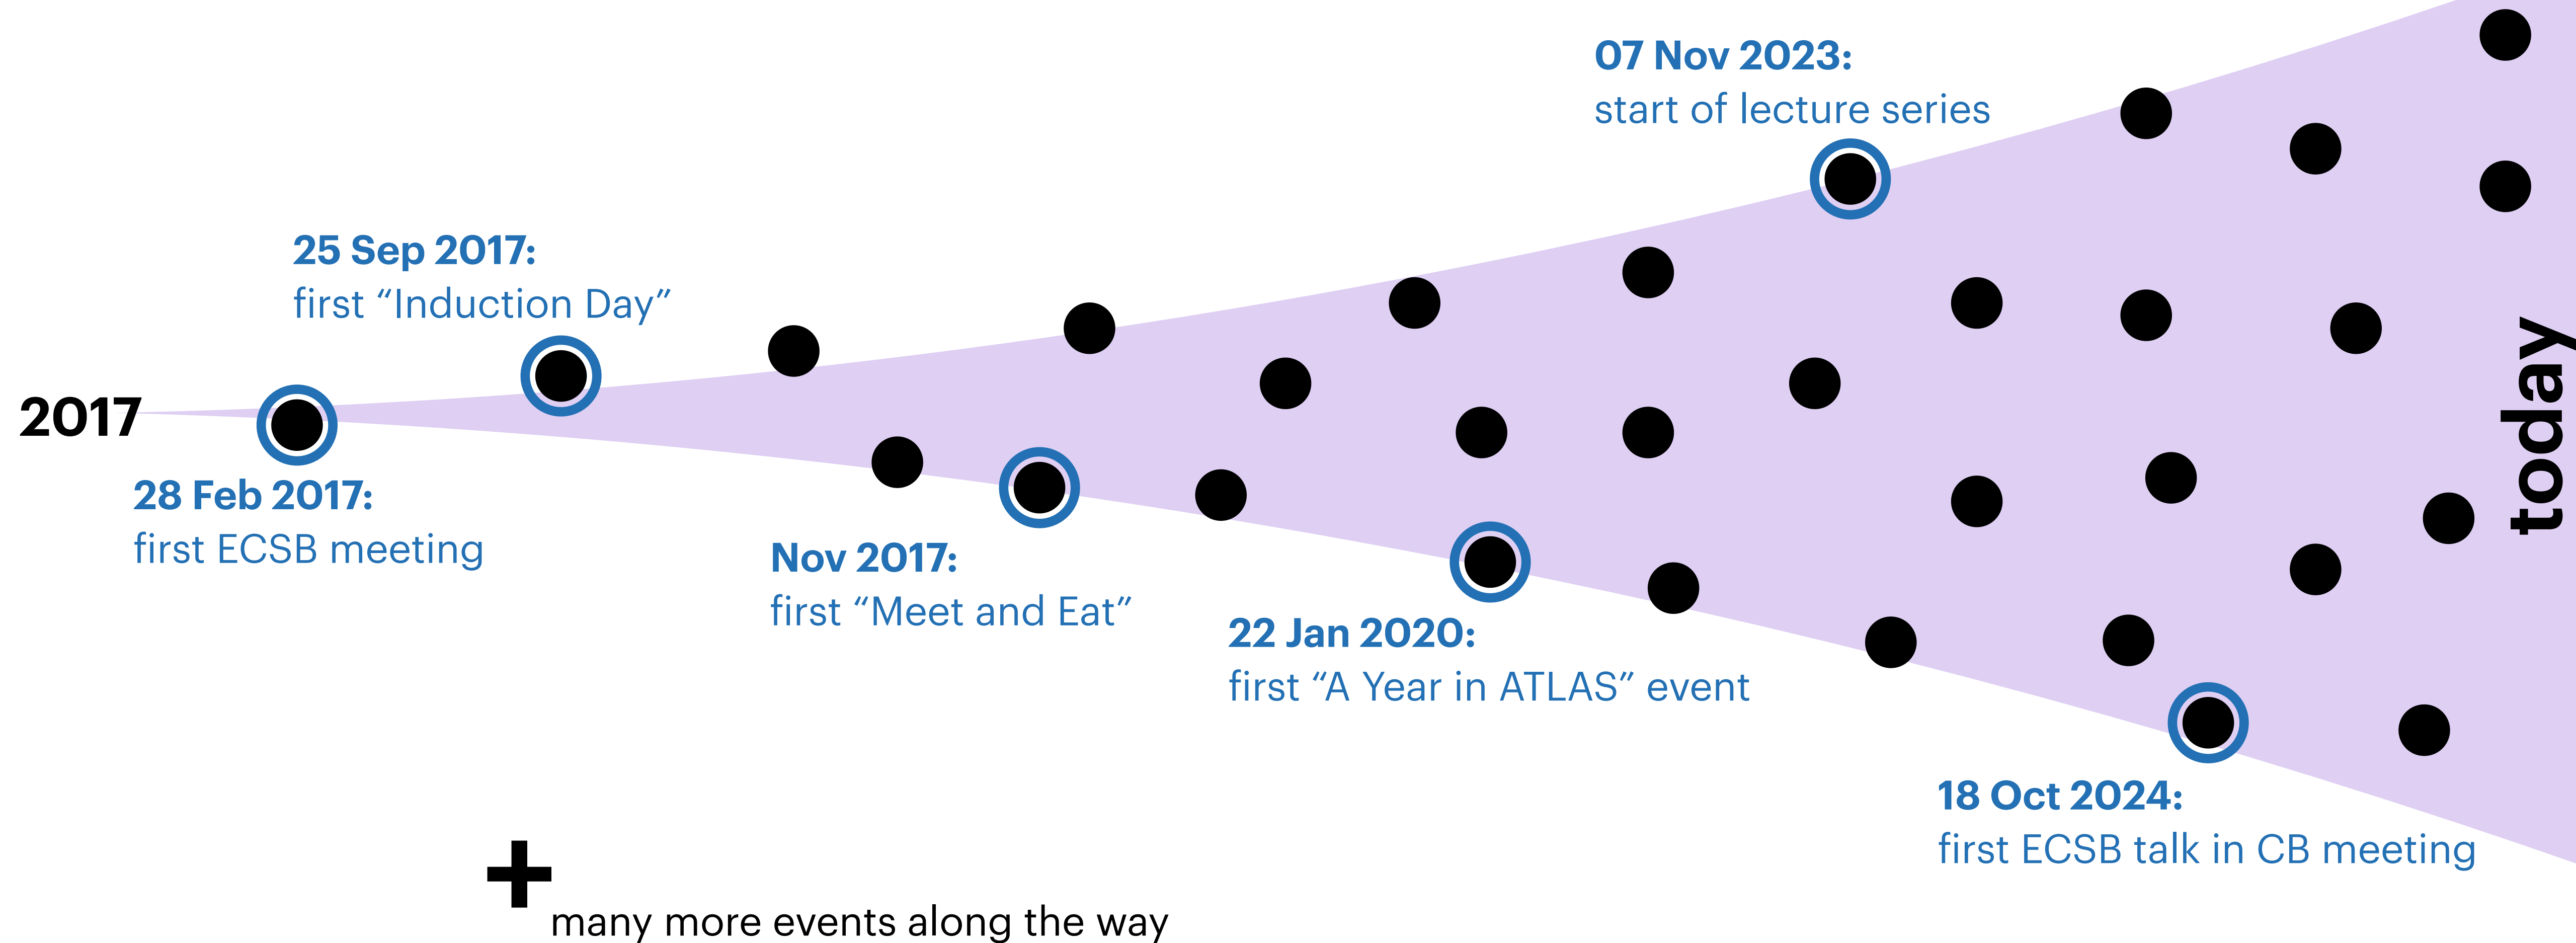 2017
28 Feb 2017:
first ECSB meeting
25 Sep 2017:
first “Induction Day”
Nov 2017:
first “Meet and Eat”
22 Jan 2020:
first “A Year in ATLAS” event
07 Nov 2023:
start of lecture series
18 Oct 2024:
first ECSB talk in CB meeting
today
+
many more events along the way